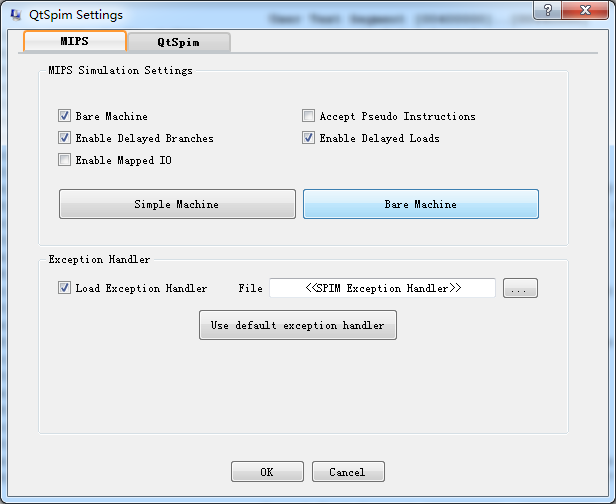 QtSpim Settings
MIPS
QtSpim
MIPS Simulation Settings
Bare Machine
Accept Pseudo Instructions
Enable Delayed Branches
Enable Delayed Loads
Enable Mapped IO
Simple Machine
Bare Machine
Exception Handler
Load Exception Handler
File
<<SPIM Exception Handler>>
...
Use default exception handler
OK
Cancel